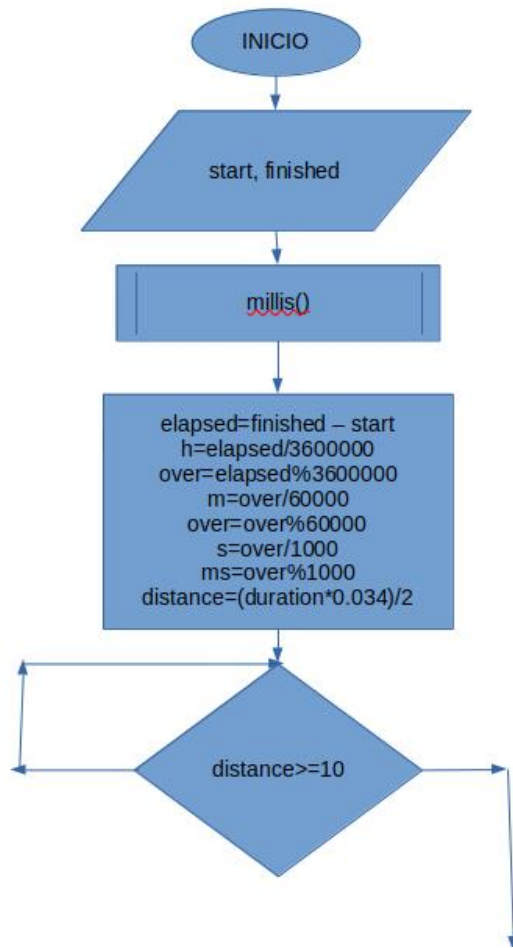 INICIO
start, finished
millis()
elapsed=finished – start
h=elapsed/3600000
over=elapsed%3600000
m=over/60000
over=over%60000
s=over/1000
ms=over%1000
distance=(duration*0.034)/2
distance>=10